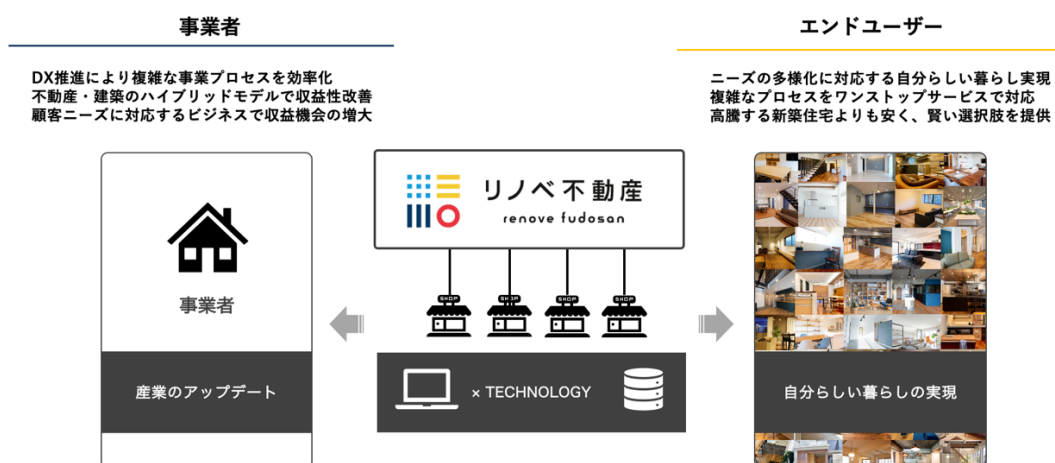 事業者
DX推進により複雑な事業プロセスを効率化
不動産・建築のハイブリッドモデルで収益性改善
顧客ニーズに対応するビジネスで収益機会の増大
エンドユーザー
ニーズの多様化に対応する自分らしい暮らし実現
複雑なプロセスをワンストップサービスで対応
高騰する新築住宅よりも安く、賢い選択肢を提供
事業者
産業のアップデート
リノベ不動産
renove fudosan
SHOP
SHOP
SHOP
SHOP
× TECHNOLOGY
自分らしい暮らしの実現